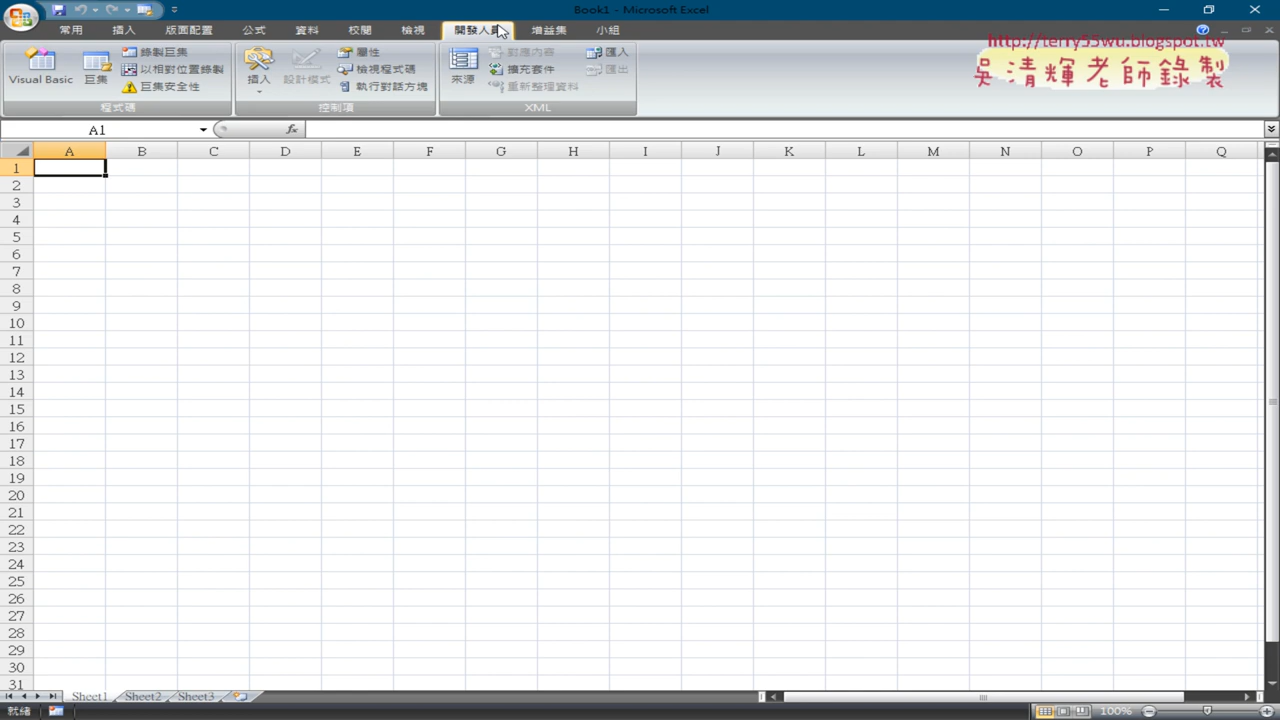 Book1 - Microsoft Excel
常用 插入 版面配置 公式 資料 校閱 檢視 開發人員 增益集 小組
http://terry55wu.blogspot.tw
吳清輝老師錄製
Visual Basic 巨集 錄製巨集 以相對位置錄製 巨集安全性
插入 設計模式 屬性 檢視程式碼 執行對話方塊
來源 對應內容 擴充套件 重新整理資料 匯入 匯出
程式碼 控制項 XML
A1 fx
A B C D E F G H I J K L M N O P Q
1
2
3
4
5
6
7
8
9
10
11
12
13
14
15
16
17
18
19
20
21
22
23
24
25
26
27
28
29
30
31
Sheet1 Sheet2 Sheet3
就緒 100%